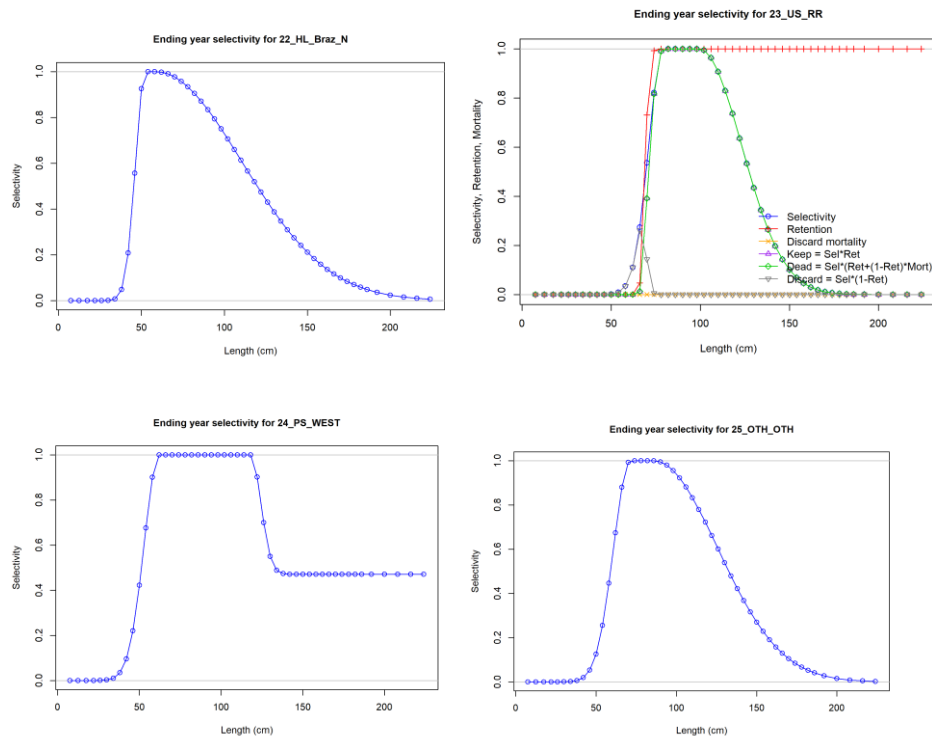 Ending year selectivity for 22_HL_Braz_N
Selectivity
1.0
0.8
0.6
0.4
0.2
0.0
0 50 100 150 200
Length (cm)
Ending year selectivity for 23_US_RR
Selectivity, Retention, Mortality
1.0
0.8
0.6
0.4
0.2
0.0
Selectivity
Retention
Discard mortality
Keep = Sel*Ret
Dead = Sel*(Ret+(1-Ret)*Mort)
Discard = Sel*(1-Ret)
0 50 100 150 200
Length (cm)
Ending year selectivity for 24_PS_WEST
Selectivity
1.0
0.8
0.6
0.4
0.2
0.0
0 50 100 150 200
Length (cm)
Ending year selectivity for 25_OTH_OTH
Selectivity
1.0
0.8
0.6
0.4
0.2
0.0
0 50 100 150 200
Length (cm)